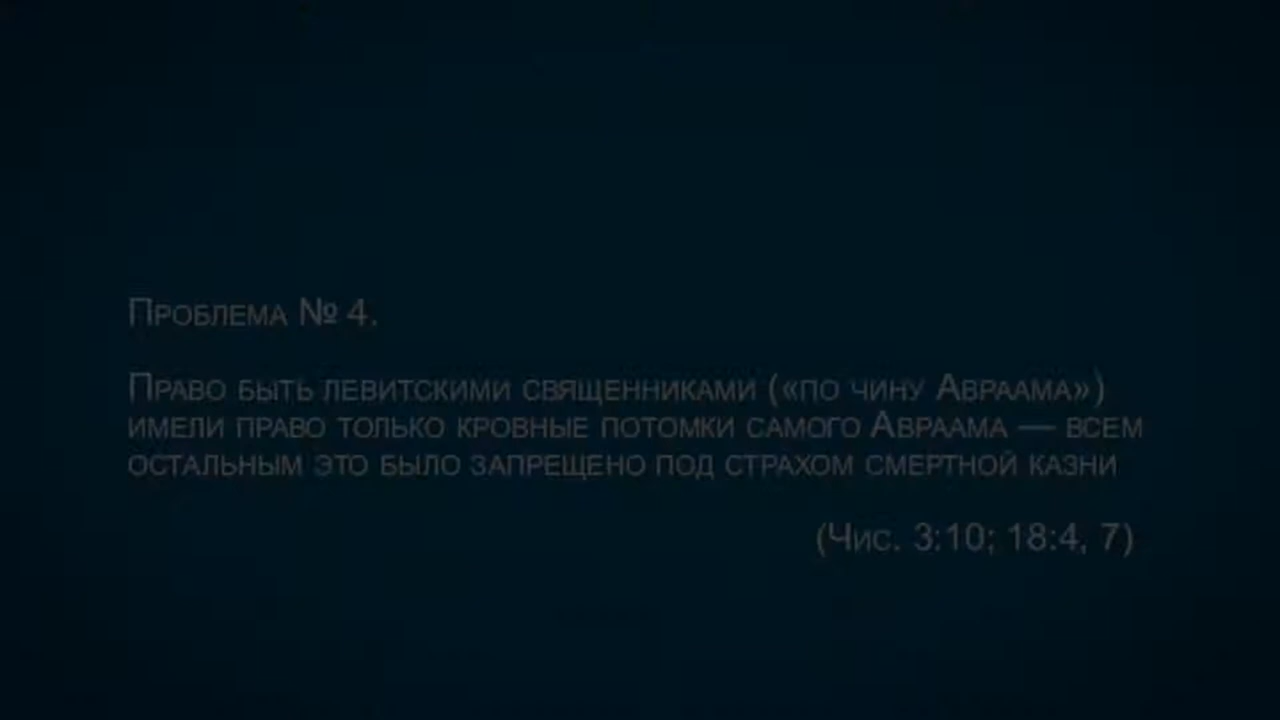 Проблема № 4.
Право быть левитскими священниками («по чину Авраама»)
имели право только кровные потомки самого Авраама — всем
остальным это было запрещено под страхом смертной казни
(Чис. 3:10; 18:4, 7)